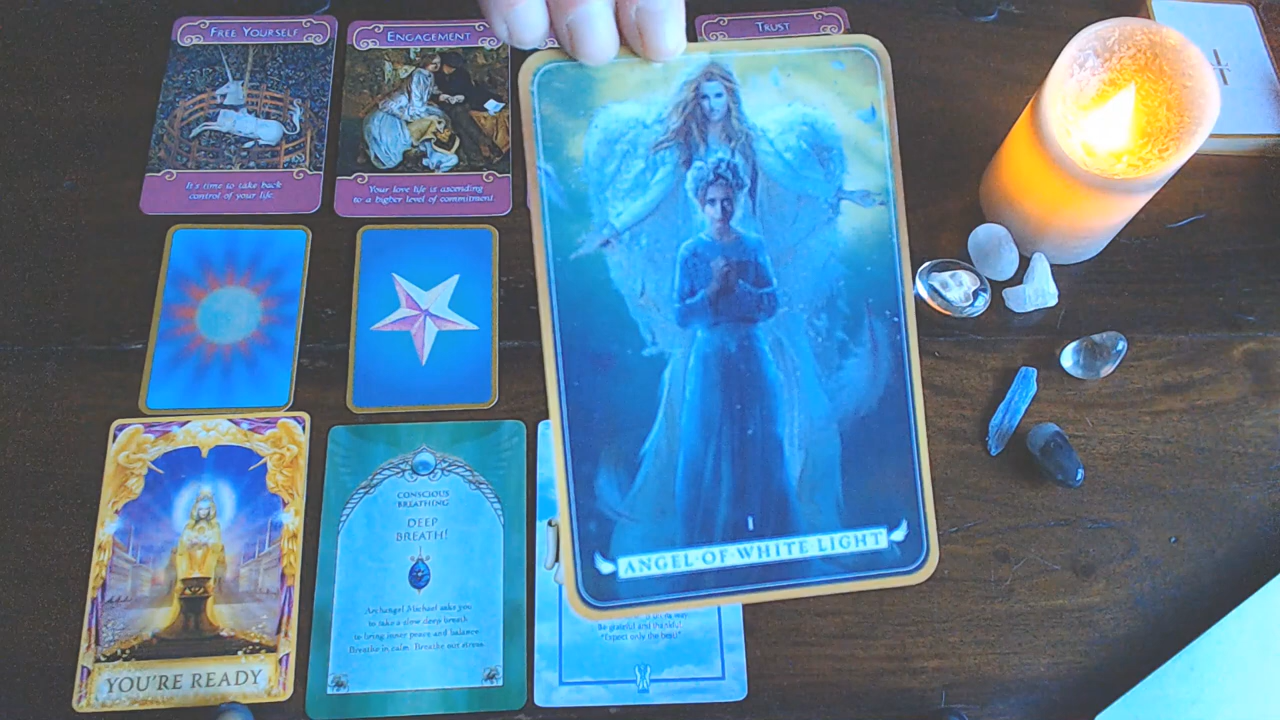 FREE YOURSELF
It's time to take back
control of your life.
ENGAGEMENT
Your love life is ascending
to a higher level of commitment.
TRUST
I
ANGEL·OF·WHITE LIGHT
YOU'RE READY
CONSCIOUS
BREATHING
DEEP
BREATH!
Archangel Michael asks you
to take a slow deep breath
to bring inner peace and balance.
Breathe in calm. Breathe out stress.
Be grateful and thankful!
"Expect only the best!"